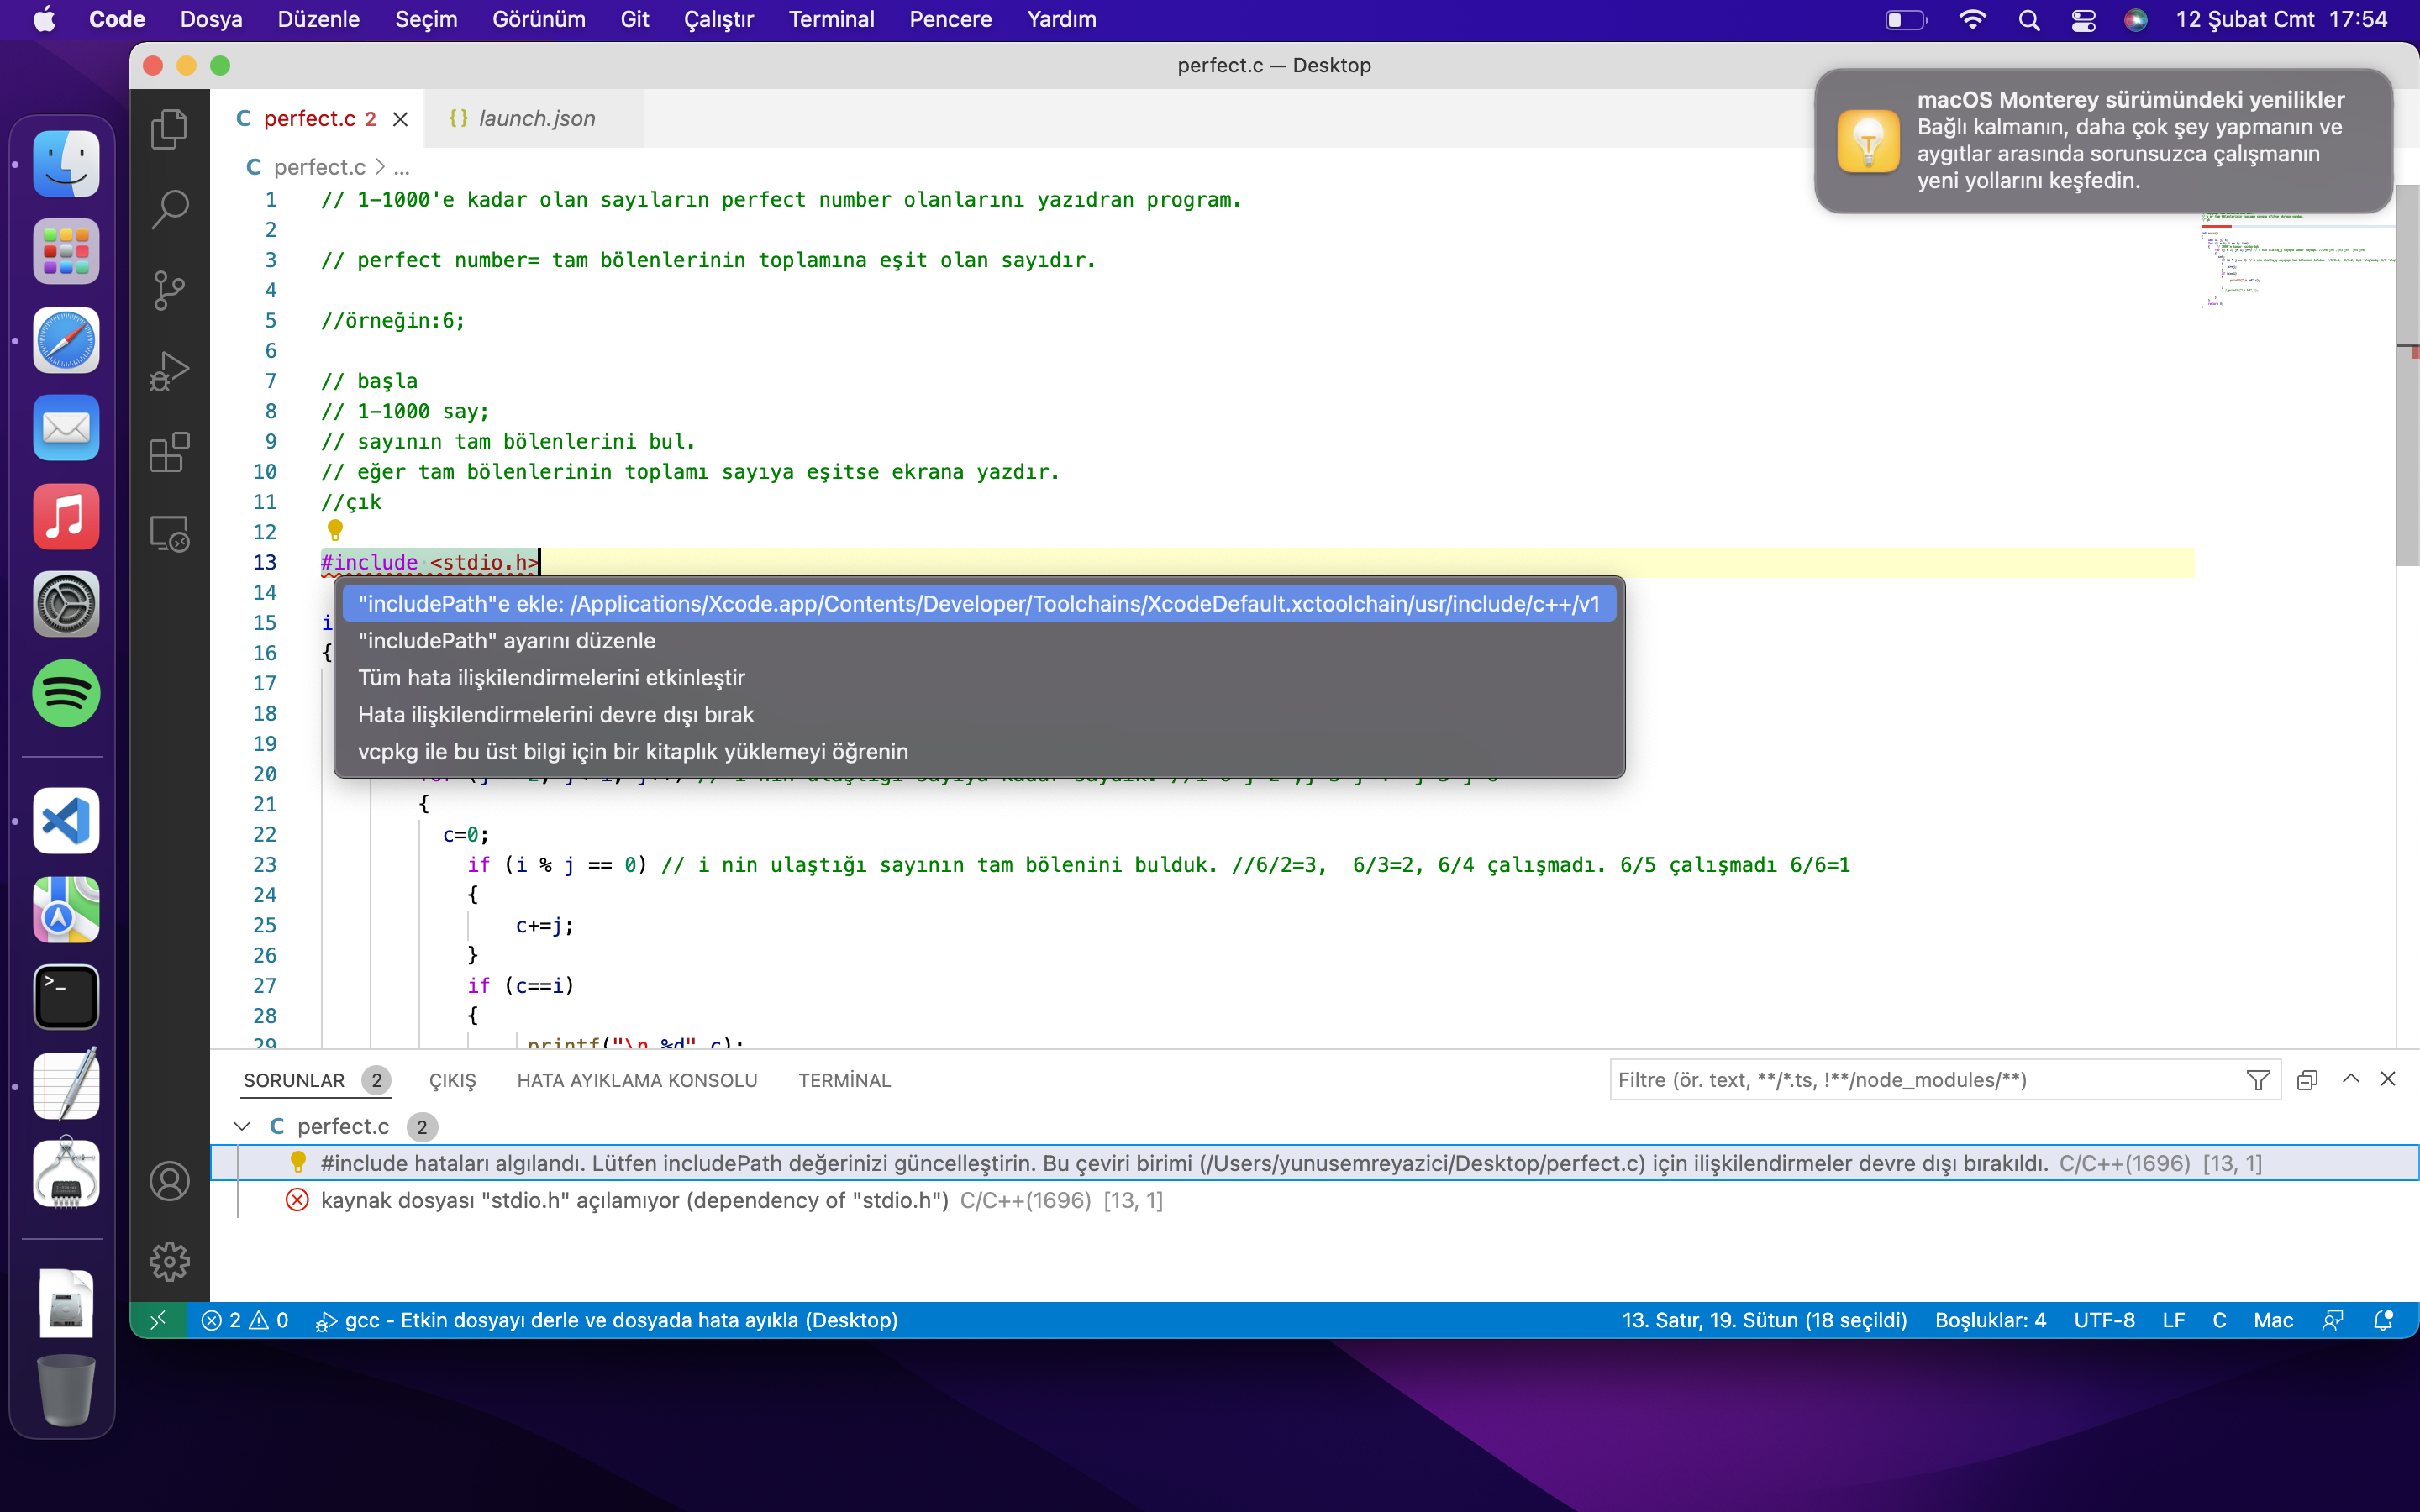 Code Dosya Düzenle Seçim Görünüm Git Çalıştır Terminal Pencere Yardım 12 Şubat Cmt 17:54
perfect.c — Desktop
macOS Monterey sürümündeki yenilikler
Bağlı kalmanın, daha çok şey yapmanın ve
aygıtlar arasında sorunsuzca çalışmanın
yeni yollarını keşfedin.
C perfect.c 2 {} launch.json
C perfect.c > ...
1 // 1-1000'e kadar olan sayıların perfect number olanlarını yazıdran program.
2
3 // perfect number= tam bölenlerinin toplamına eşit olan sayıdır.
4
5 //örneğin:6;
6
7 // başla
8 // 1-1000 say;
9 // sayının tam bölenlerini bul.
10 // eğer tam bölenlerinin toplamı sayıya eşitse ekrana yazdır.
11 //çık
12
13 #include <stdio.h>
14
15 i
16 {
17
18
19
20
"includePath"e ekle: /Applications/Xcode.app/Contents/Developer/Toolchains/XcodeDefault.xctoolchain/usr/include/c++/v1
"includePath" ayarını düzenle
Tüm hata ilişkilendirmelerini etkinleştir
Hata ilişkilendirmelerini devre dışı bırak
vcpkg ile bu üst bilgi için bir kitaplık yüklemeyi öğrenin
21 {
22 c=0;
23 if (i % j == 0) // i nin ulaştığı sayının tam bölenini bulduk. //6/2=3, 6/3=2, 6/4 çalışmadı. 6/5 çalışmadı 6/6=1
24 {
25 c+=j;
26 }
27 if (c==i)
28 {
29 printf("\n %d",c);
SORUNLAR 2 ÇIKIŞ HATA AYIKLAMA KONSOLU TERMİNAL Filtre (ör. text, **/*.ts, !**/node_modules/**)
C perfect.c 2
#include hataları algılandı. Lütfen includePath değerinizi güncelleştirin. Bu çeviri birimi (/Users/yunusemreyazici/Desktop/perfect.c) için ilişkilendirmeler devre dışı bırakıldı. C/C++(1696) [13, 1]
kaynak dosyası "stdio.h" açılamıyor (dependency of "stdio.h") C/C++(1696) [13, 1]
2 0 gcc - Etkin dosyayı derle ve dosyada hata ayıkla (Desktop) 13. Satır, 19. Sütun (18 seçildi) Boşluklar: 4 UTF-8 LF C Mac